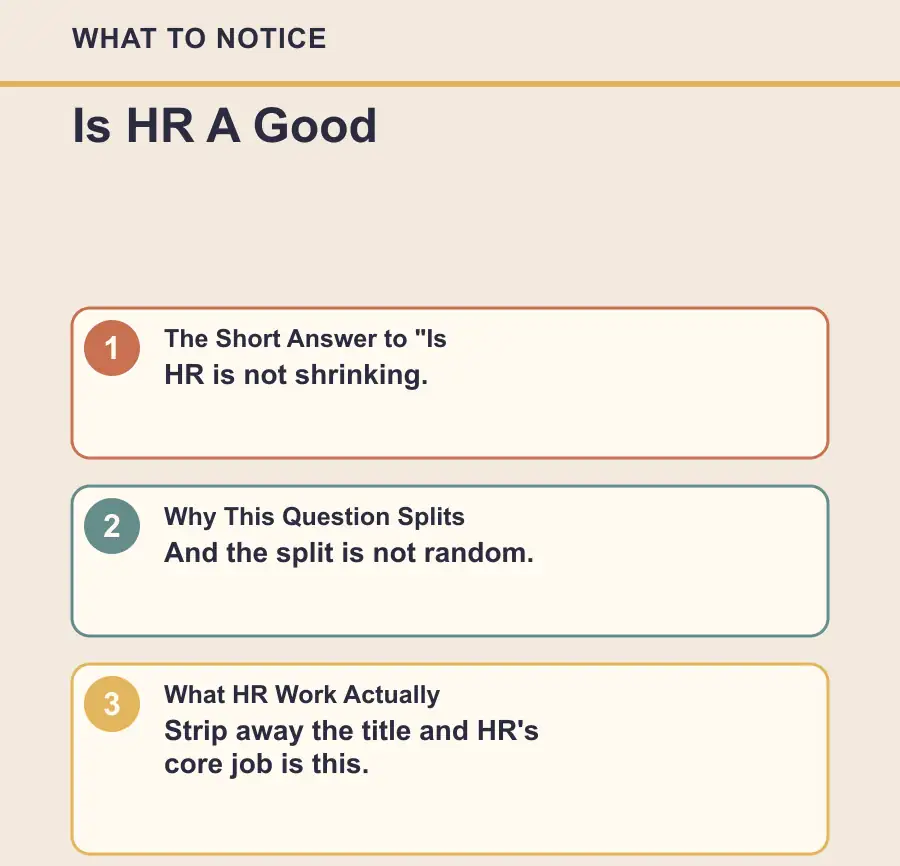 WHAT TO NOTICE
Is HR A Good
1
The Short Answer to "Is
HR is not shrinking.
2
Why This Question Splits
And the split is not random.
3
What HR Work Actually
Strip away the title and HR's
core job is this.